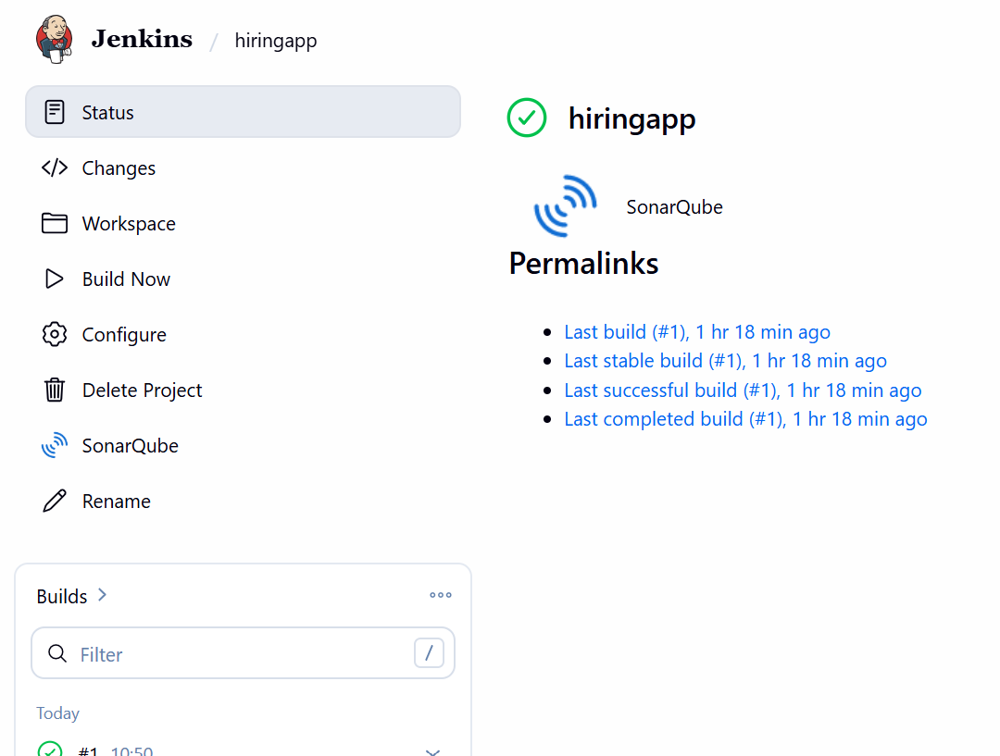 Jenkins / hiringapp
Status
Changes
Workspace
Build Now
Configure
Delete Project
SonarQube
Rename
Builds
Filter /
Today
#1 10:50
hiringapp
SonarQube
Permalinks
Last build (#1), 1 hr 18 min ago
Last stable build (#1), 1 hr 18 min ago
Last successful build (#1), 1 hr 18 min ago
Last completed build (#1), 1 hr 18 min ago